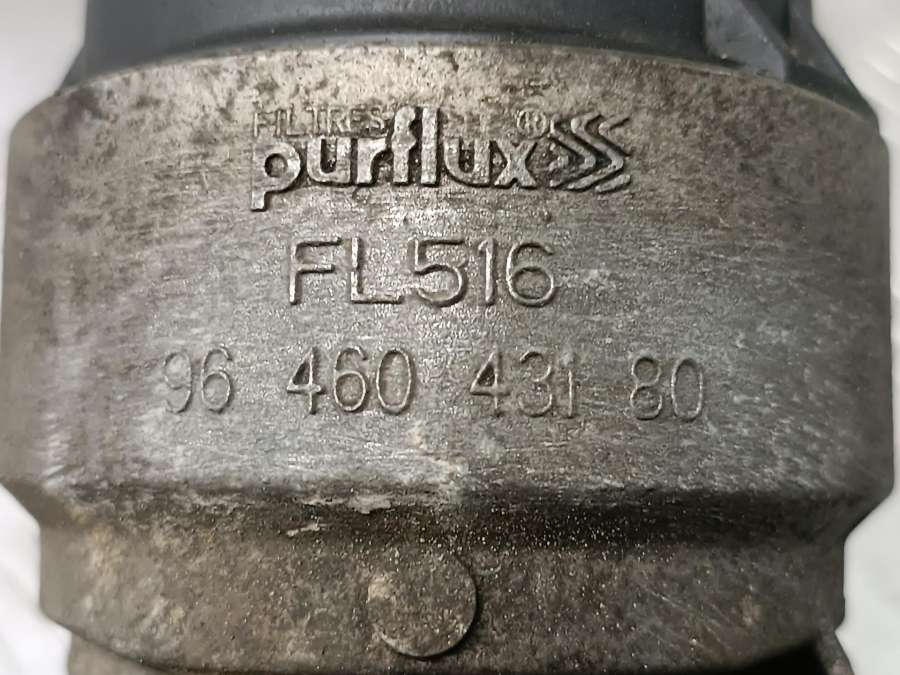 FILTRES
purflux®
FL516
96 460 431 80